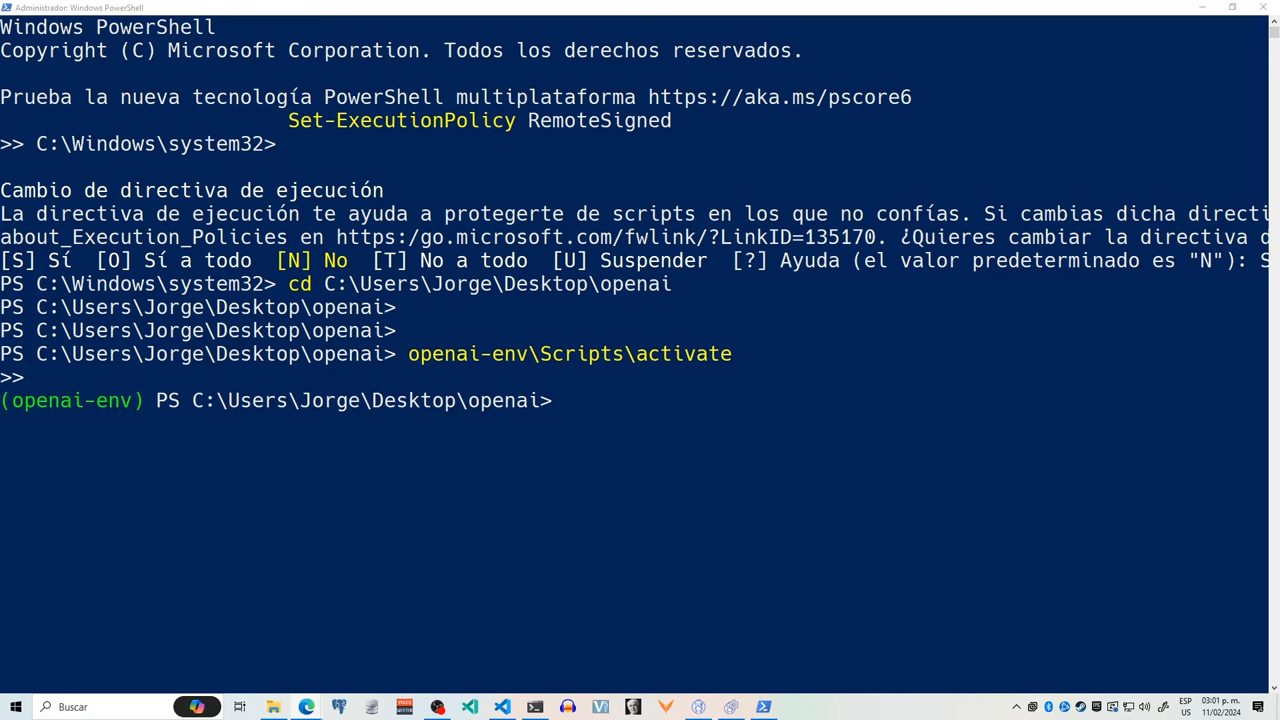 Administrador: Windows PowerShell
Windows PowerShell
Copyright (C) Microsoft Corporation. Todos los derechos reservados.
Prueba la nueva tecnología PowerShell multiplataforma https://aka.ms/pscore6
Set-ExecutionPolicy RemoteSigned
>> C:\Windows\system32>
Cambio de directiva de ejecución
La directiva de ejecución te ayuda a protegerte de scripts en los que no confías. Si cambias dicha directi
about_Execution_Policies en https:/go.microsoft.com/fwlink/?LinkID=135170. ¿Quieres cambiar la directiva d
[S] Sí  [O] Sí a todo  [N] No  [T] No a todo  [U] Suspender  [?] Ayuda (el valor predeterminado es "N"): S
PS C:\Windows\system32> cd C:\Users\Jorge\Desktop\openai
PS C:\Users\Jorge\Desktop\openai>
PS C:\Users\Jorge\Desktop\openai>
PS C:\Users\Jorge\Desktop\openai> openai-env\Scripts\activate
>>
(openai-env) PS C:\Users\Jorge\Desktop\openai>
Buscar
ESP 03:01 p. m.
US 11/02/2024